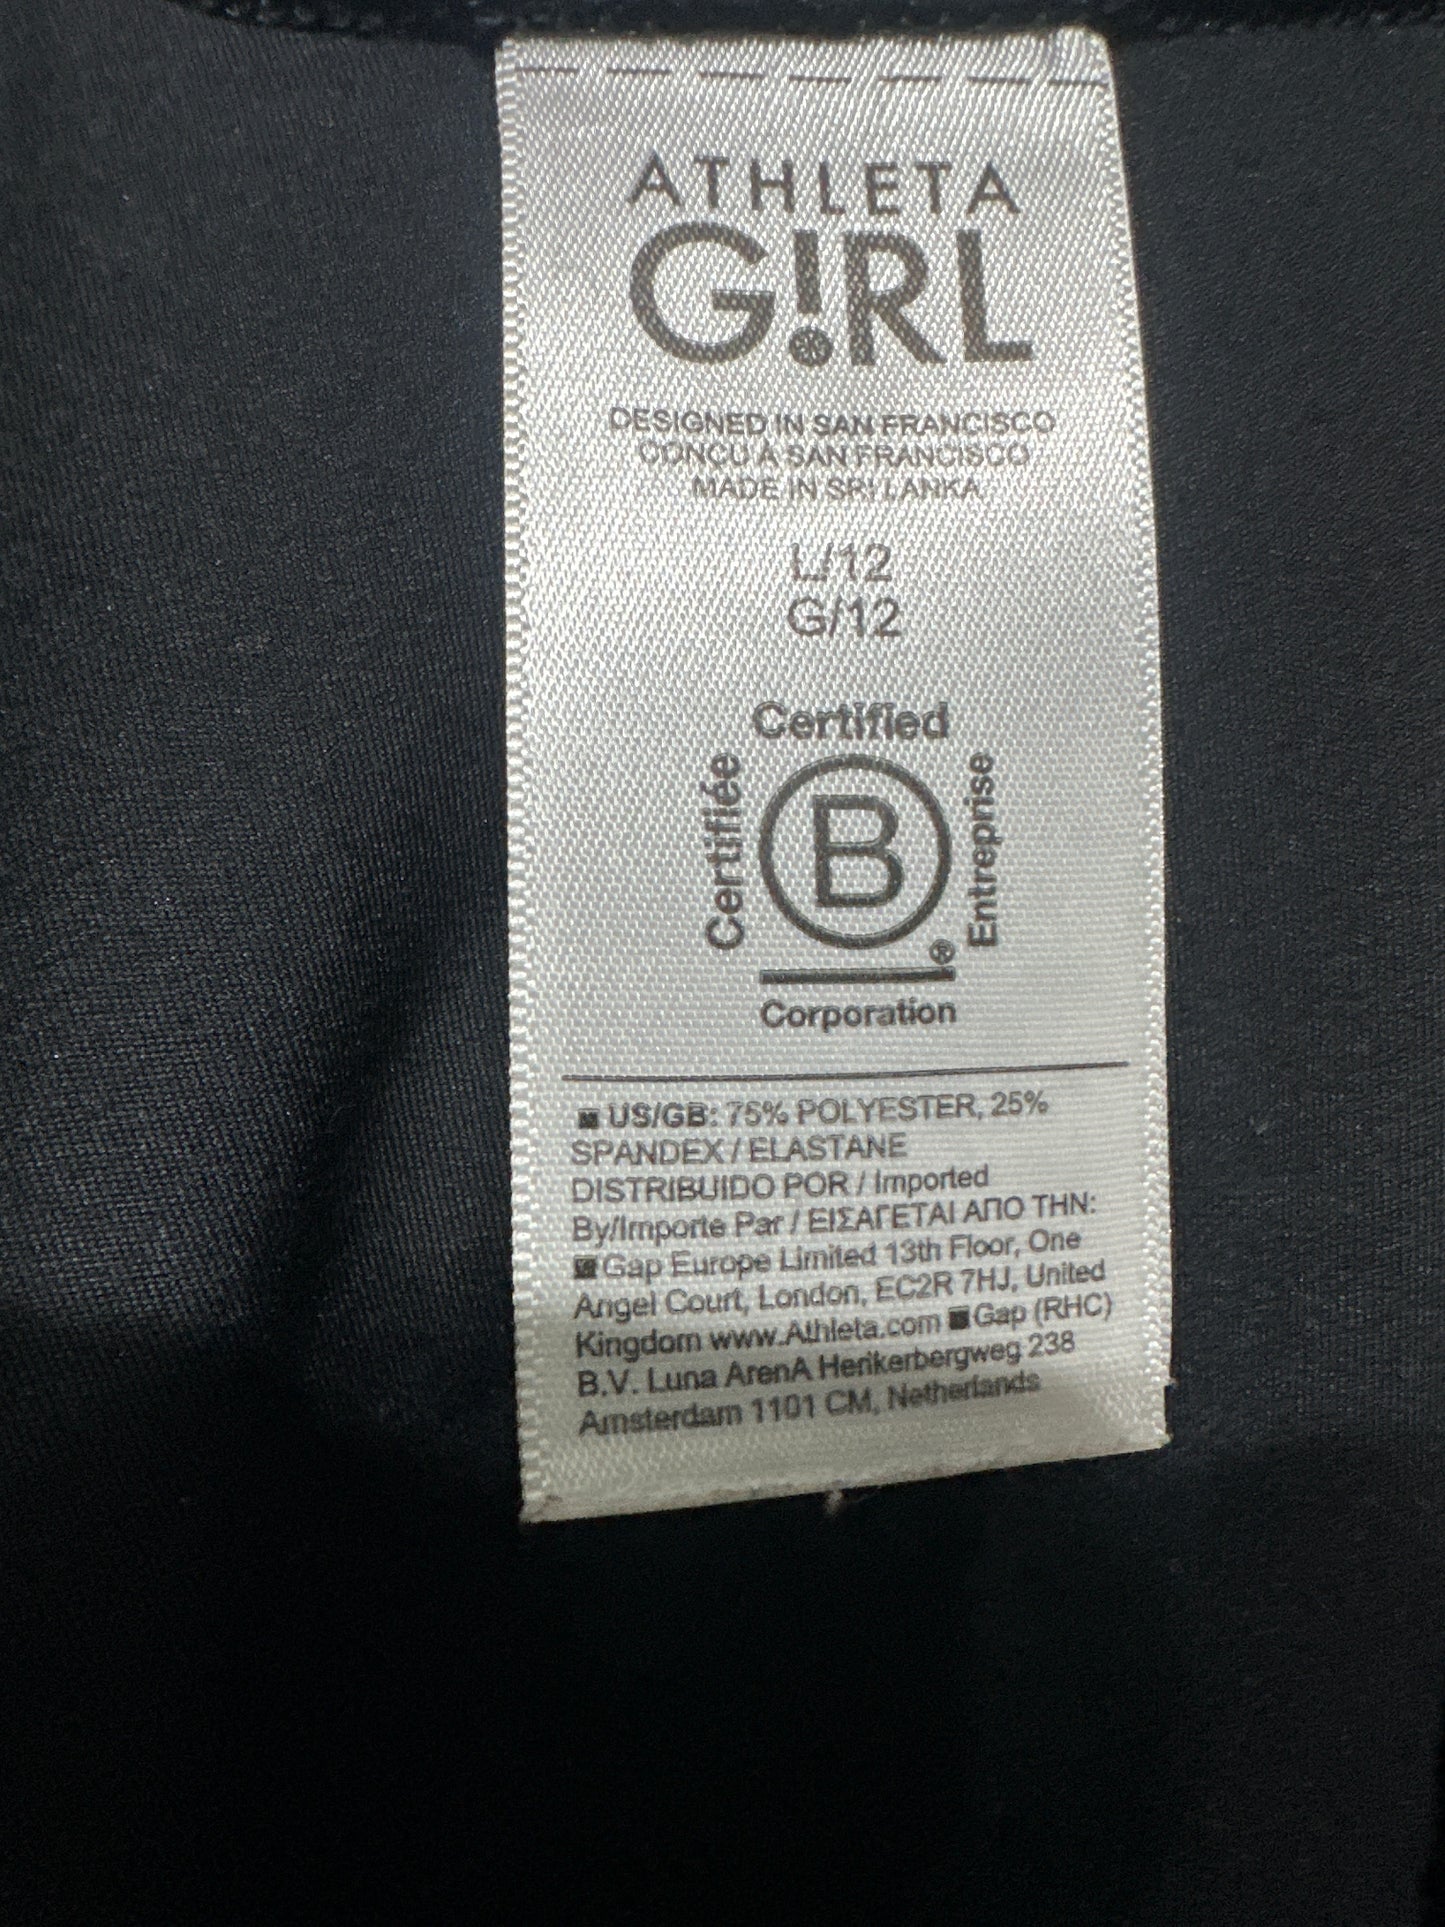 ATHLETA
G!RL
DESIGNED IN SAN FRANCISCO
CONÇU À SAN FRANCISCO
MADE IN SRI LANKA
L/12
G/12
Certified
Certifiée
B
Entreprise
®
Corporation
■ US/GB: 75% POLYESTER, 25%
SPANDEX / ELASTANE
DISTRIBUIDO POR / Imported
By/Importe Par / ΕΙΣΑΓΕΤΑΙ ΑΠΟ ΤΗΝ:
■ Gap Europe Limited 13th Floor, One
Angel Court, London, EC2R 7HJ, United
Kingdom www.Athleta.com ■ Gap (RHC)
B.V. Luna ArenA Herikerbergweg 238
Amsterdam 1101 CM, Netherlands